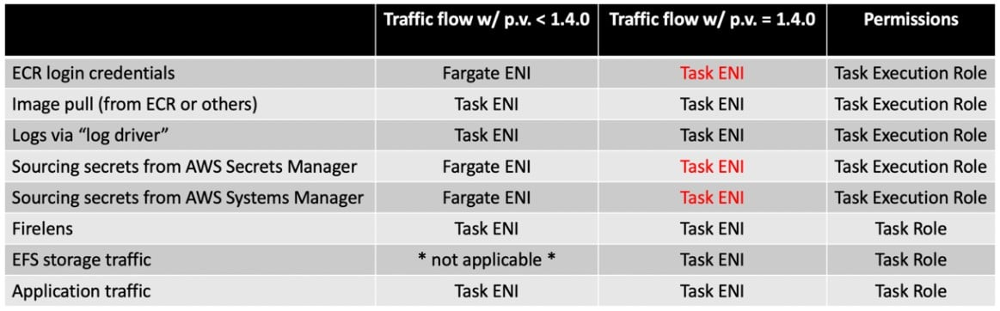 Traffic flow w/ p.v. < 1.4.0 Traffic flow w/ p.v. = 1.4.0 Permissions
ECR login credentials Fargate ENI Task ENI Task Execution Role
Image pull (from ECR or others) Task ENI Task ENI Task Execution Role
Logs via “log driver” Task ENI Task ENI Task Execution Role
Sourcing secrets from AWS Secrets Manager Fargate ENI Task ENI Task Execution Role
Sourcing secrets from AWS Systems Manager Fargate ENI Task ENI Task Execution Role
Firelens Task ENI Task ENI Task Role
EFS storage traffic * not applicable * Task ENI Task Role
Application traffic Task ENI Task ENI Task Role